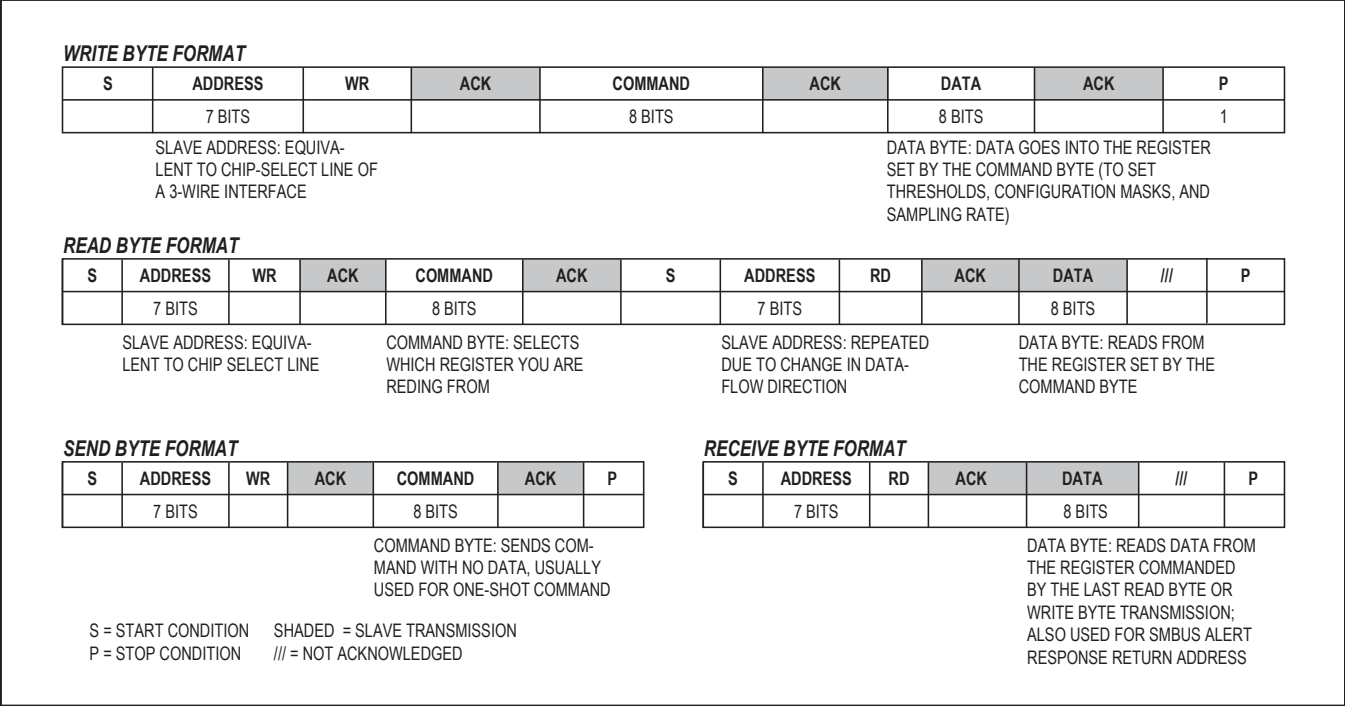 WRITE BYTE FORMAT
S ADDRESS WR ACK COMMAND ACK DATA ACK P
7 BITS 8 BITS 8 BITS 1
SLAVE ADDRESS: EQUIVA-
LENT TO CHIP-SELECT LINE OF
A 3-WIRE INTERFACE
DATA BYTE: DATA GOES INTO THE REGISTER
SET BY THE COMMAND BYTE (TO SET
THRESHOLDS, CONFIGURATION MASKS, AND
SAMPLING RATE)
READ BYTE FORMAT
S ADDRESS WR ACK COMMAND ACK S ADDRESS RD ACK DATA /// P
7 BITS 8 BITS 7 BITS 8 BITS
SLAVE ADDRESS: EQUIVA-
LENT TO CHIP SELECT LINE
COMMAND BYTE: SELECTS
WHICH REGISTER YOU ARE
REDING FROM
SLAVE ADDRESS: REPEATED
DUE TO CHANGE IN DATA-
FLOW DIRECTION
DATA BYTE: READS FROM
THE REGISTER SET BY THE
COMMAND BYTE
SEND BYTE FORMAT
S ADDRESS WR ACK COMMAND ACK P
7 BITS 8 BITS
COMMAND BYTE: SENDS COM-
MAND WITH NO DATA, USUALLY
USED FOR ONE-SHOT COMMAND
RECEIVE BYTE FORMAT
S ADDRESS RD ACK DATA /// P
7 BITS 8 BITS
DATA BYTE: READS DATA FROM
THE REGISTER COMMANDED
BY THE LAST READ BYTE OR
WRITE BYTE TRANSMISSION;
ALSO USED FOR SMBUS ALERT
RESPONSE RETURN ADDRESS
S = START CONDITION SHADED = SLAVE TRANSMISSION
P = STOP CONDITION /// = NOT ACKNOWLEDGED